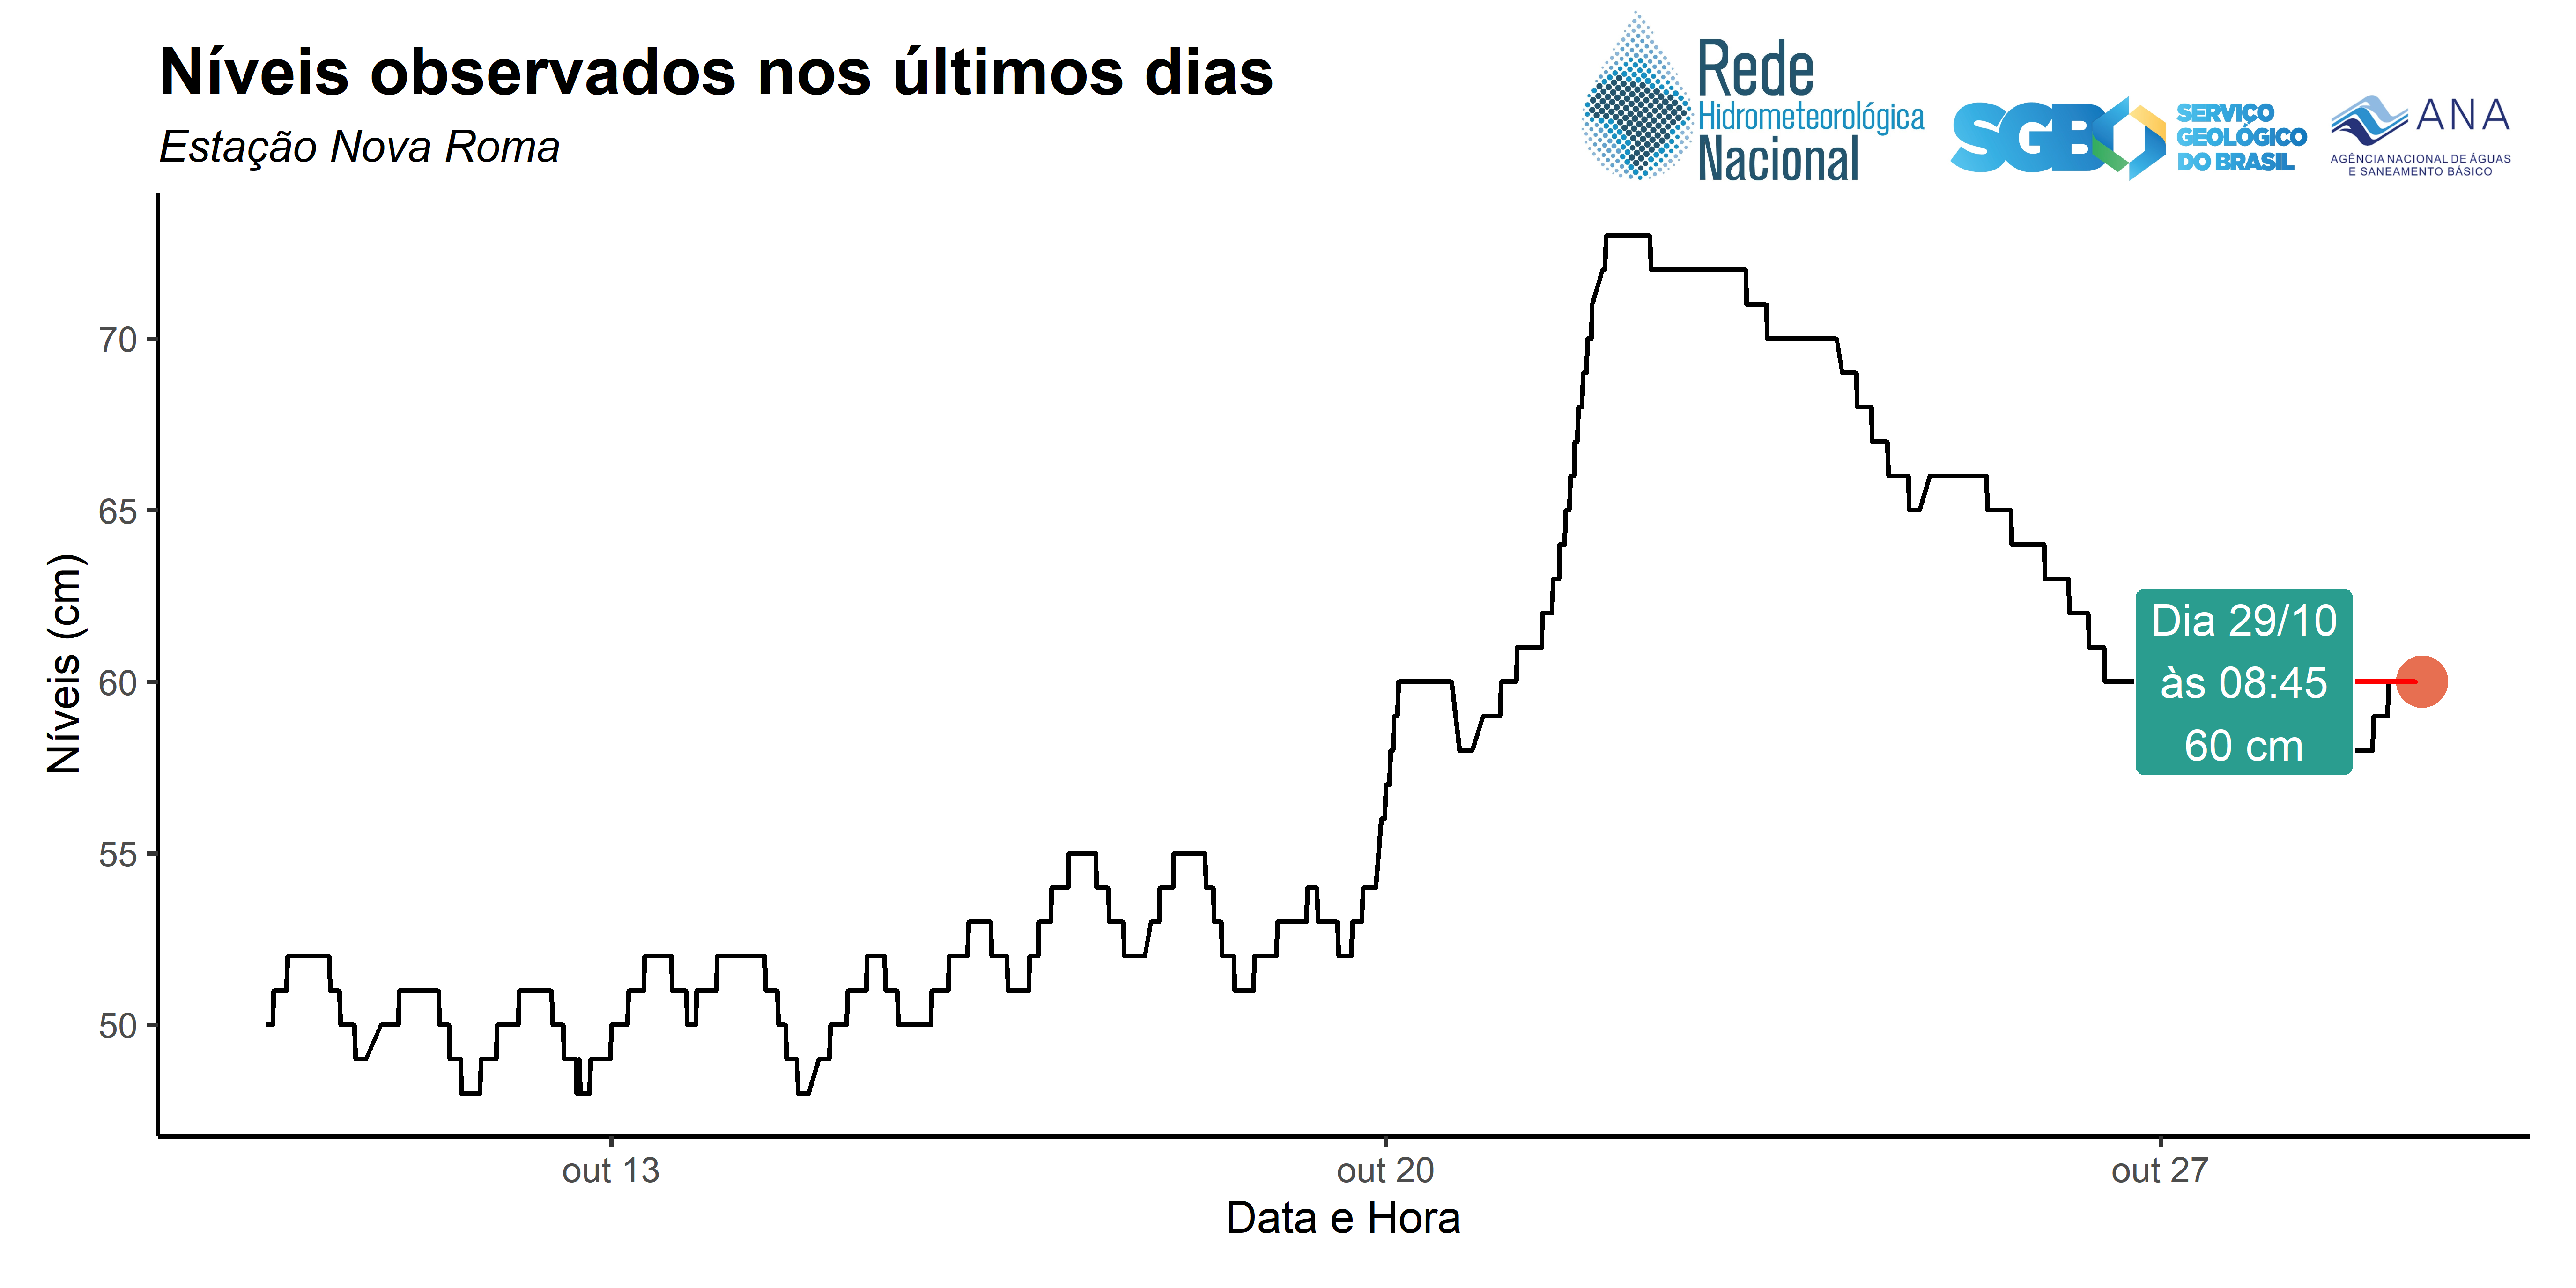 Níveis observados nos últimos dias
Estação Nova Roma
Rede
Hidrometeorológica
Nacional
SGB
SERVIÇO
GEOLÓGICO
DO BRASIL
ANA
AGÊNCIA NACIONAL DE ÁGUAS
E SANEAMENTO BÁSICO
Níveis (cm)
70
65
60
55
50
Dia 29/10
às 08:45
60 cm
out 13
out 20
out 27
Data e Hora